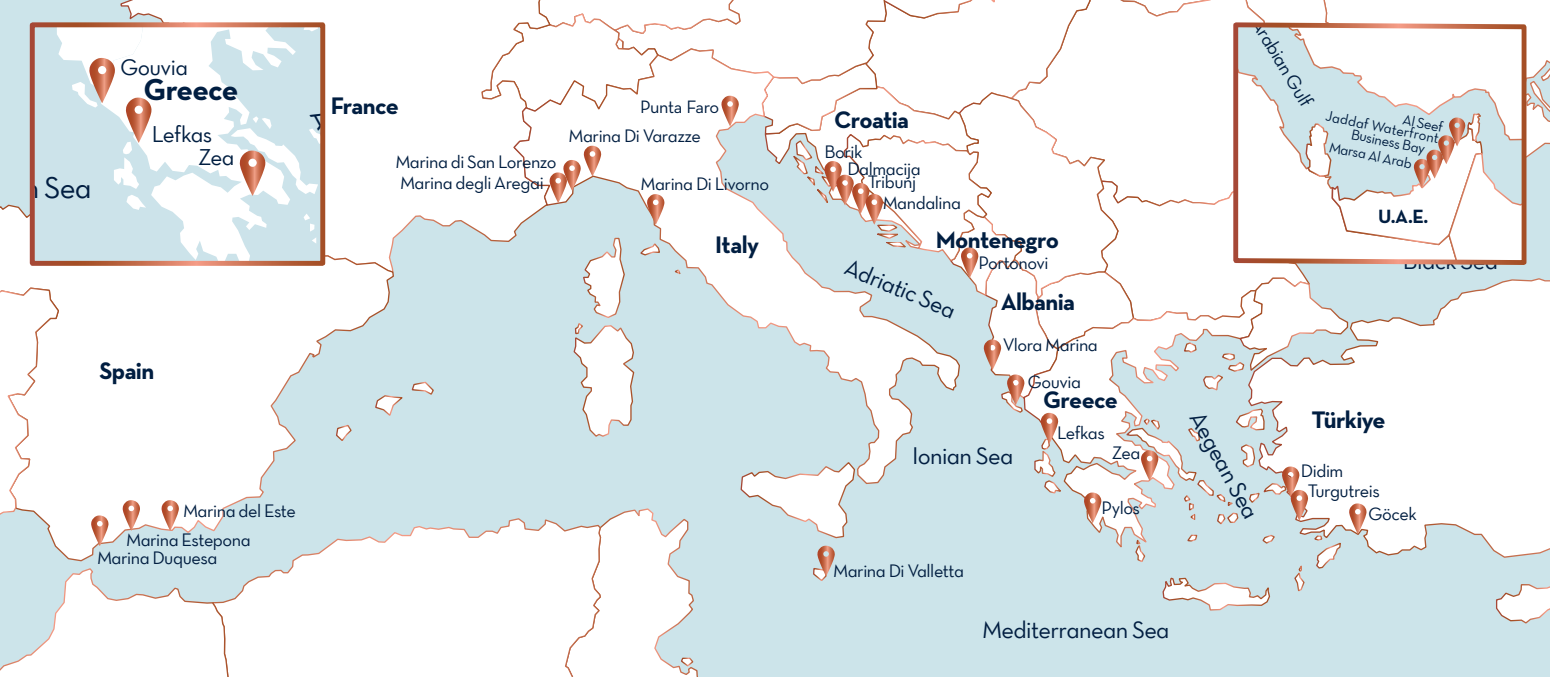 Gouvia
Greece
Lefkas
Zea
Sea
France
Punta Faro
Marina Di Varazze
Marina di San Lorenzo
Marina degli Aregai
Marina Di Livorno
Italy
Croatia
Borik
Dalmacija
Tribunj
Mandalina
Montenegro
Portonovi
Adriatic Sea
Albania
Vlora Marina
Gouvia
Greece
Lefkas
Zea
Pylos
Ionian Sea
Aegean Sea
Türkiye
Didim
Turgutreis
Göcek
Spain
Marina del Este
Marina Estepona
Marina Duquesa
Marina Di Valletta
Mediterranean Sea
Arabian Gulf
Al Seef
Jaddaf Waterfront
Business Bay
Marsa Al Arab
U.A.E.
Black Sea